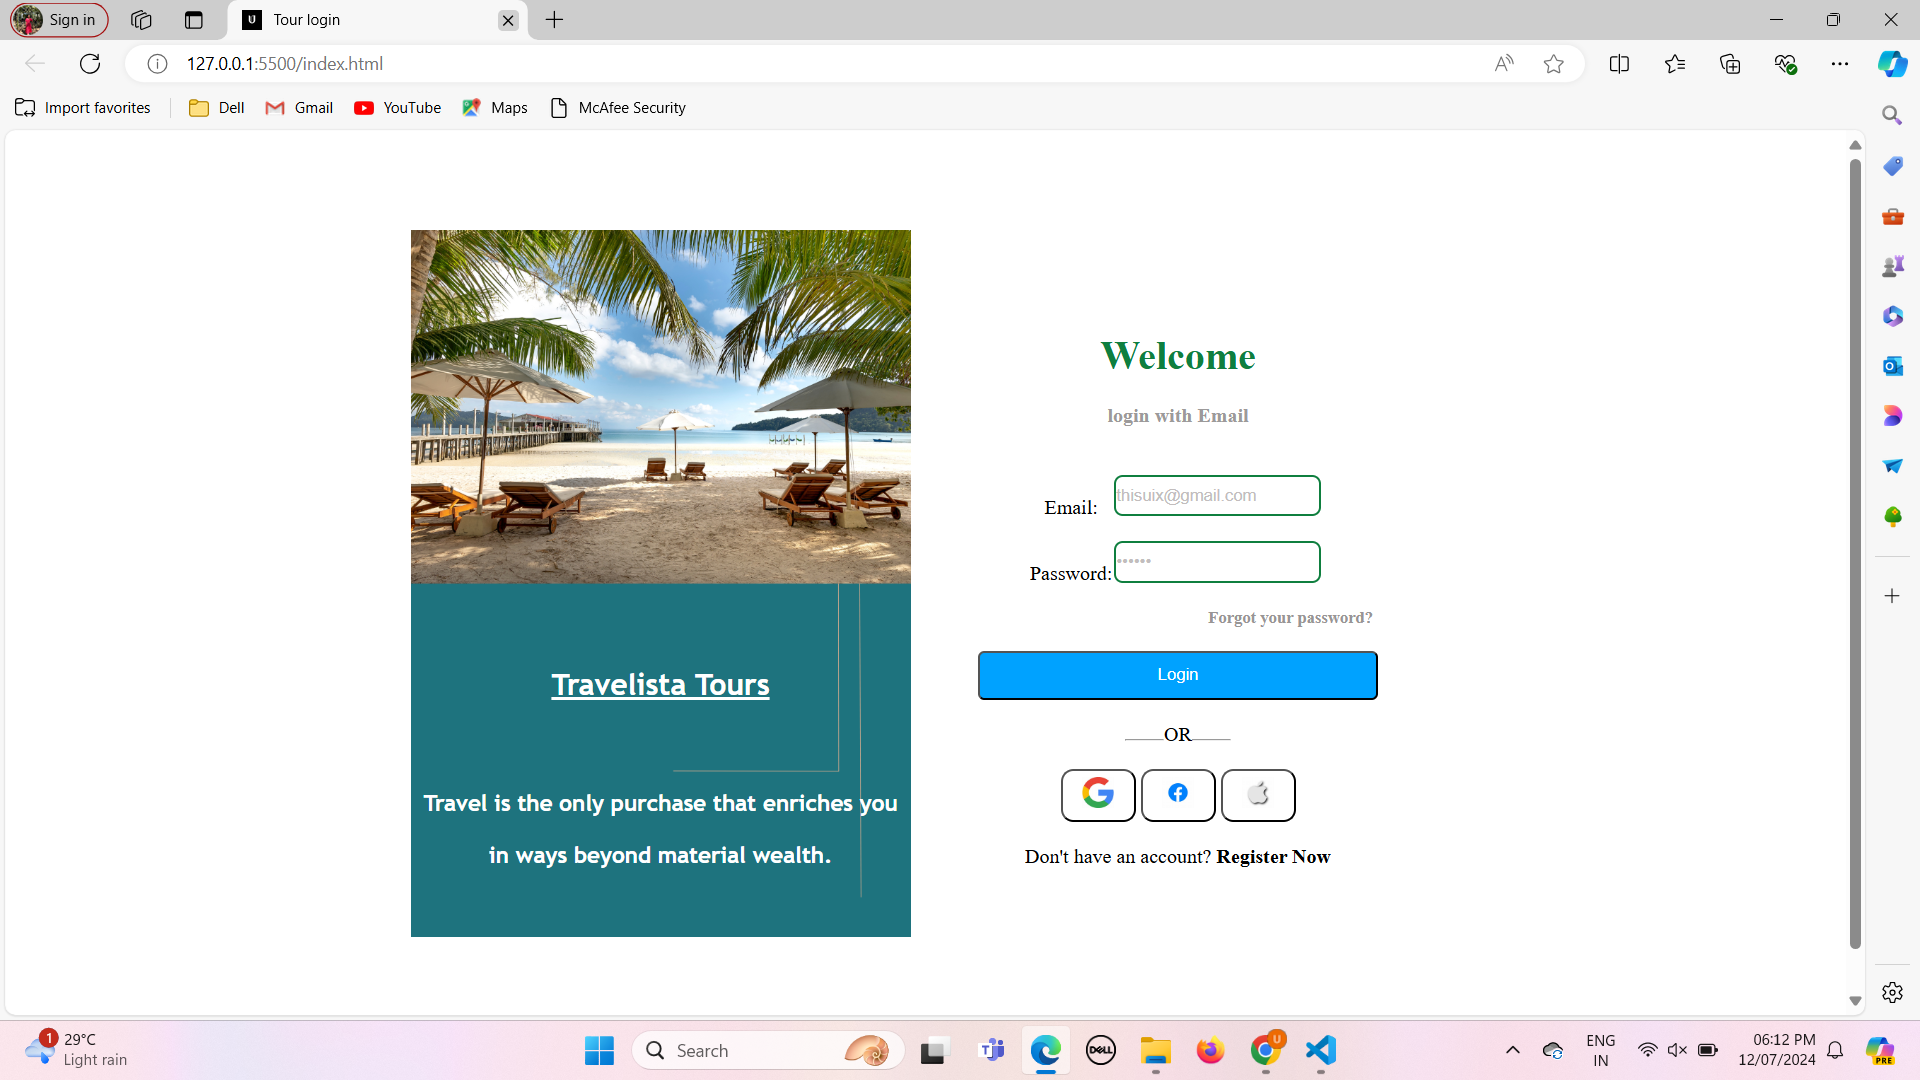 Sign in
U Tour login
127.0.0.1:5500/index.html
Import favorites Dell Gmail YouTube Maps McAfee Security
Welcome
login with Email
Email: thisuix@gmail.com
Password: ••••••
Forgot your password?
Login
OR
Don't have an account? Register Now
Travelista Tours
Travel is the only purchase that enriches you
in ways beyond material wealth.
1 29°C
Light rain
Search
DELL
U
ENG
IN
06:12 PM
12/07/2024
PRE